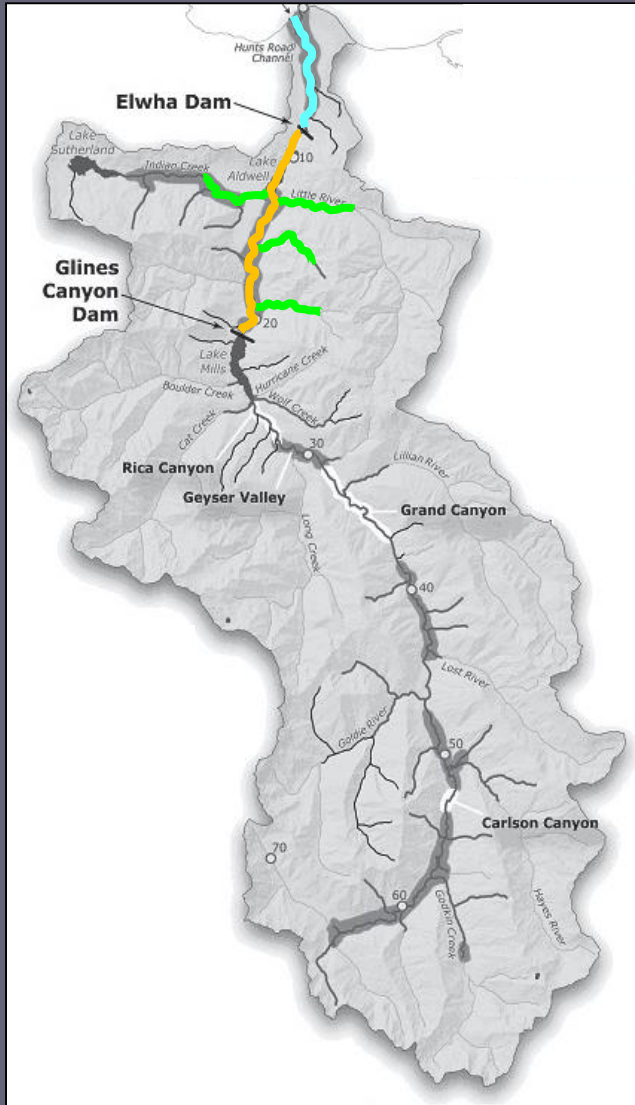 Hunts Road
Channel
Elwha Dam
10
Lake
Sutherland
Indian Creek
Lake
Aldwell
Little River
Glines
Canyon
Dam
20
Lake
Mills
Hurricane Creek
Boulder Creek
Wolf Creek
Cat Creek
Rica Canyon
30
Lillian River
Geyser Valley
Grand Canyon
Long Creek
40
Lost River
Goldie River
50
Carlson Canyon
70
60
Godkin Creek
Hayes River